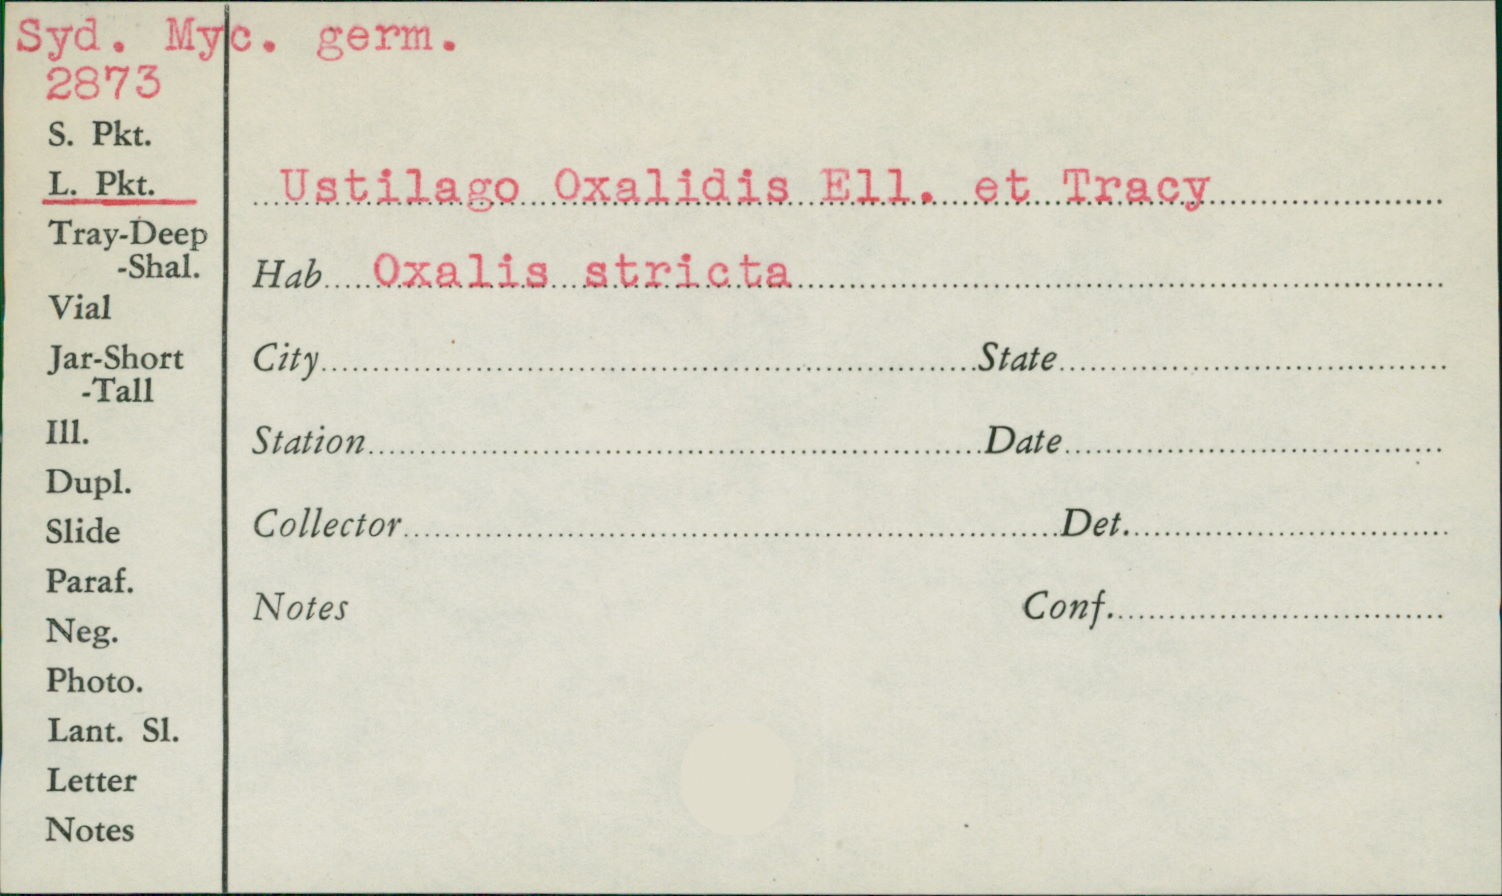 Syd. Myc. germ.
2873
S. Pkt.
L. Pkt.
Tray-Deep
-Shal.
Vial
Jar-Short
-Tall
Ill.
Dupl.
Slide
Paraf.
Neg.
Photo.
Lant. Sl.
Letter
Notes
Ustilago Oxalidis Ell. et Tracy
Hab. Oxalis stricta
City
State
Station
Date
Collector
Det.
Notes
Conf.